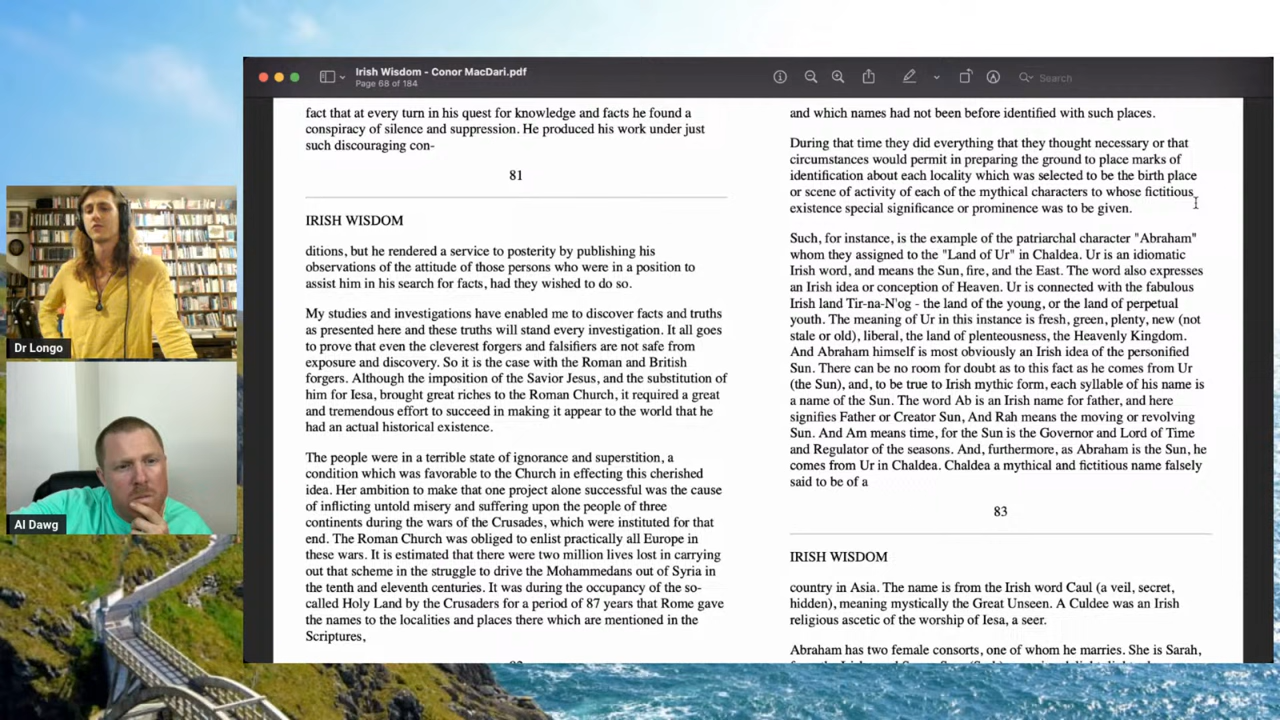 Irish Wisdom - Conor MacDari.pdf
Page 68 of 184
Search
fact that at every turn in his quest for knowledge and facts he found a
conspiracy of silence and suppression. He produced his work under just
such discouraging con-
81
IRISH WISDOM
ditions, but he rendered a service to posterity by publishing his
observations of the attitude of those persons who were in a position to
assist him in his search for facts, had they wished to do so.
My studies and investigations have enabled me to discover facts and truths
as presented here and these truths will stand every investigation. It all goes
to prove that even the cleverest forgers and falsifiers are not safe from
exposure and discovery. So it is the case with the Roman and British
forgers. Although the imposition of the Savior Jesus, and the substitution of
him for Iesa, brought great riches to the Roman Church, it required a great
and tremendous effort to succeed in making it appear to the world that he
had an actual historical existence.
The people were in a terrible state of ignorance and superstition, a
condition which was favorable to the Church in effecting this cherished
idea. Her ambition to make that one project alone successful was the cause
of inflicting untold misery and suffering upon the people of three
continents during the wars of the Crusades, which were instituted for that
end. The Roman Church was obliged to enlist practically all Europe in
these wars. It is estimated that there were two million lives lost in carrying
out that scheme in the struggle to drive the Mohammedans out of Syria in
the tenth and eleventh centuries. It was during the occupancy of the so-
called Holy Land by the Crusaders for a period of 87 years that Rome gave
the names to the localities and places there which are mentioned in the
Scriptures,
and which names had not been before identified with such places.
During that time they did everything that they thought necessary or that
circumstances would permit in preparing the ground to place marks of
identification about each locality which was selected to be the birth place
or scene of activity of each of the mythical characters to whose fictitious
existence special significance or prominence was to be given.
Such, for instance, is the example of the patriarchal character "Abraham"
whom they assigned to the "Land of Ur" in Chaldea. Ur is an idiomatic
Irish word, and means the Sun, fire, and the East. The word also expresses
an Irish idea or conception of Heaven. Ur is connected with the fabulous
Irish land Tir-na-N'og - the land of the young, or the land of perpetual
youth. The meaning of Ur in this instance is fresh, green, plenty, new (not
stale or old), liberal, the land of plenteousness, the Heavenly Kingdom.
And Abraham himself is most obviously an Irish idea of the personified
Sun. There can be no room for doubt as to this fact as he comes from Ur
(the Sun), and, to be true to Irish mythic form, each syllable of his name is
a name of the Sun. The word Ab is an Irish name for father, and here
signifies Father or Creator Sun, And Rah means the moving or revolving
Sun. And Am means time, for the Sun is the Governor and Lord of Time
and Regulator of the seasons. And, furthermore, as Abraham is the Sun, he
comes from Ur in Chaldea. Chaldea a mythical and fictitious name falsely
said to be of a
83
IRISH WISDOM
country in Asia. The name is from the Irish word Caul (a veil, secret,
hidden), meaning mystically the Great Unseen. A Culdee was an Irish
religious ascetic of the worship of Iesa, a seer.
Abraham has two female consorts, one of whom he marries. She is Sarah,
Dr Longo
Al Dawg